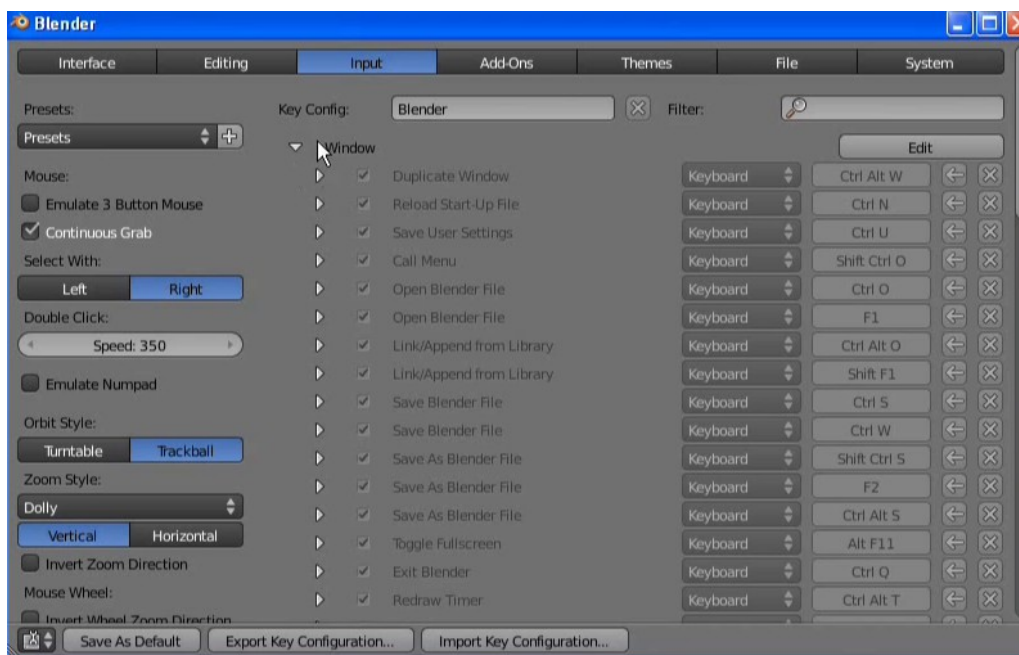 Blender
Interface Editing Input Add-Ons Themes File System
Presets: Key Config: Blender Filter:
Presets
Window Edit
Mouse: Duplicate Window Keyboard Ctrl Alt W
Emulate 3 Button Mouse Reload Start-Up File Keyboard Ctrl N
Continuous Grab Save User Settings Keyboard Ctrl U
Select With: Call Menu Keyboard Shift Ctrl O
Left Right Open Blender File Keyboard Ctrl O
Double Click: Open Blender File Keyboard F1
Speed: 350 Link/Append from Library Keyboard Ctrl Alt O
Emulate Numpad Link/Append from Library Keyboard Shift F1
Save Blender File Keyboard Ctrl S
Orbit Style: Save Blender File Keyboard Ctrl W
Turntable Trackball Save As Blender File Keyboard Shift Ctrl S
Zoom Style: Save As Blender File Keyboard F2
Dolly Save As Blender File Keyboard Ctrl Alt S
Vertical Horizontal Toggle Fullscreen Keyboard Alt F11
Invert Zoom Direction Exit Blender Keyboard Ctrl Q
Mouse Wheel: Redraw Timer Keyboard Ctrl Alt T
Invert Wheel Zoom Direction
Save As Default Export Key Configuration... Import Key Configuration...